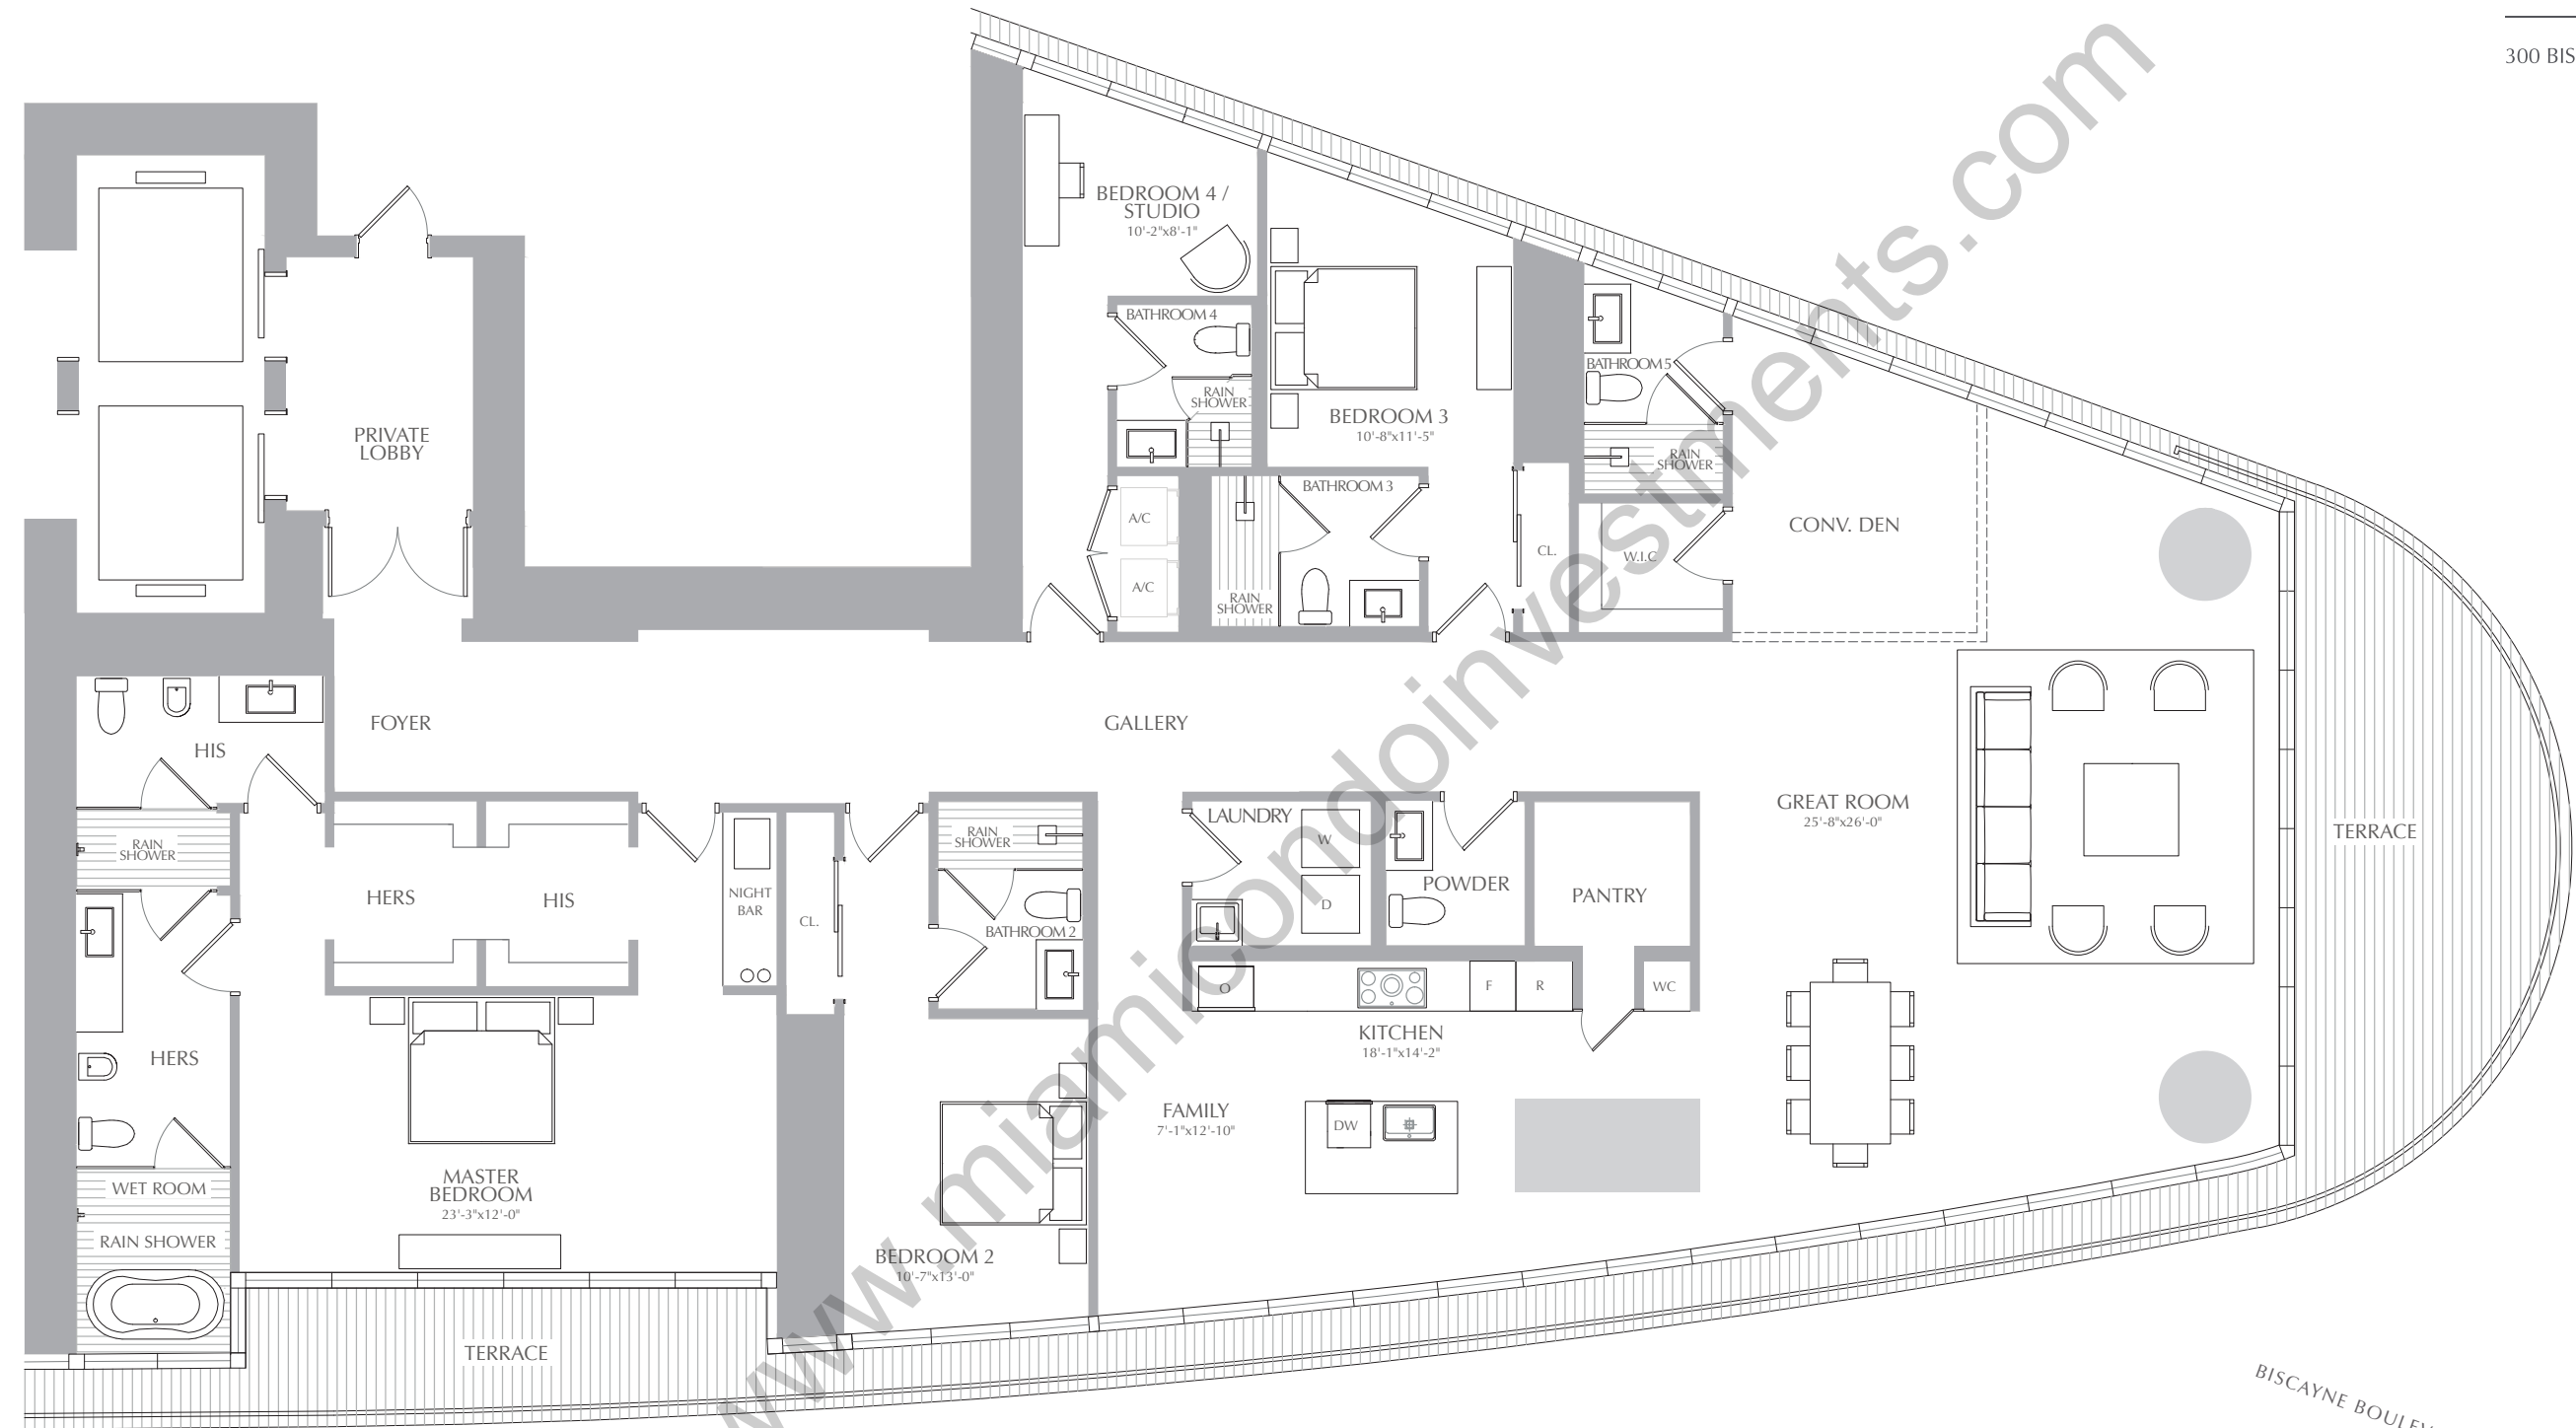 300 BIS
BEDROOM 4 /
STUDIO
10'-2"x8'-1"
BATHROOM 4
RAIN
SHOWER
BATHROOM 5
BEDROOM 3
10'-8"x11'-5"
PRIVATE
LOBBY
RAIN
SHOWER
BATHROOM 3
A/C
CONV. DEN
CL.
W.I.C
A/C
RAIN
SHOWER
FOYER
GALLERY
HIS
GREAT ROOM
25'-8"x26'-0"
TERRACE
LAUNDRY
RAIN
SHOWER
W
RAIN
SHOWER
POWDER
HERS
HIS
NIGHT
BAR
PANTRY
D
CL.
BATHROOM 2
O
F
R
WC
KITCHEN
18'-1"x14'-2"
HERS
FAMILY
7'-1"x12'-10"
DW
MASTER
BEDROOM
23'-3"x12'-0"
WET ROOM
RAIN SHOWER
BEDROOM 2
10'-7"x13'-0"
TERRACE
BISCAYNE BOULEV
www.miamicondoinvestments.com